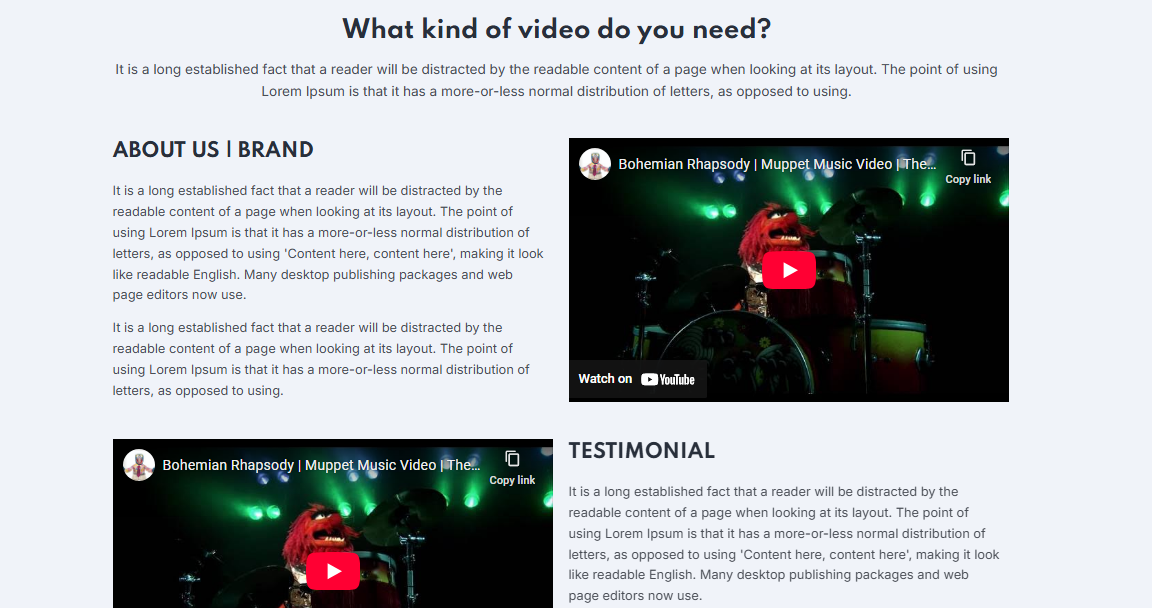 What kind of video do you need?
It is a long established fact that a reader will be distracted by the readable content of a page when looking at its layout. The point of using
Lorem Ipsum is that it has a more-or-less normal distribution of letters, as opposed to using.
ABOUT US | BRAND
It is a long established fact that a reader will be distracted by the
readable content of a page when looking at its layout. The point of
using Lorem Ipsum is that it has a more-or-less normal distribution of
letters, as opposed to using 'Content here, content here', making it look
like readable English. Many desktop publishing packages and web
page editors now use.
It is a long established fact that a reader will be distracted by the
readable content of a page when looking at its layout. The point of
using Lorem Ipsum is that it has a more-or-less normal distribution of
letters, as opposed to using.
Bohemian Rhapsody | Muppet Music Video | The...
Copy link
Watch on YouTube
Bohemian Rhapsody | Muppet Music Video | The...
Copy link
TESTIMONIAL
It is a long established fact that a reader will be distracted by the
readable content of a page when looking at its layout. The point of
using Lorem Ipsum is that it has a more-or-less normal distribution of
letters, as opposed to using 'Content here, content here', making it look
like readable English. Many desktop publishing packages and web
page editors now use.